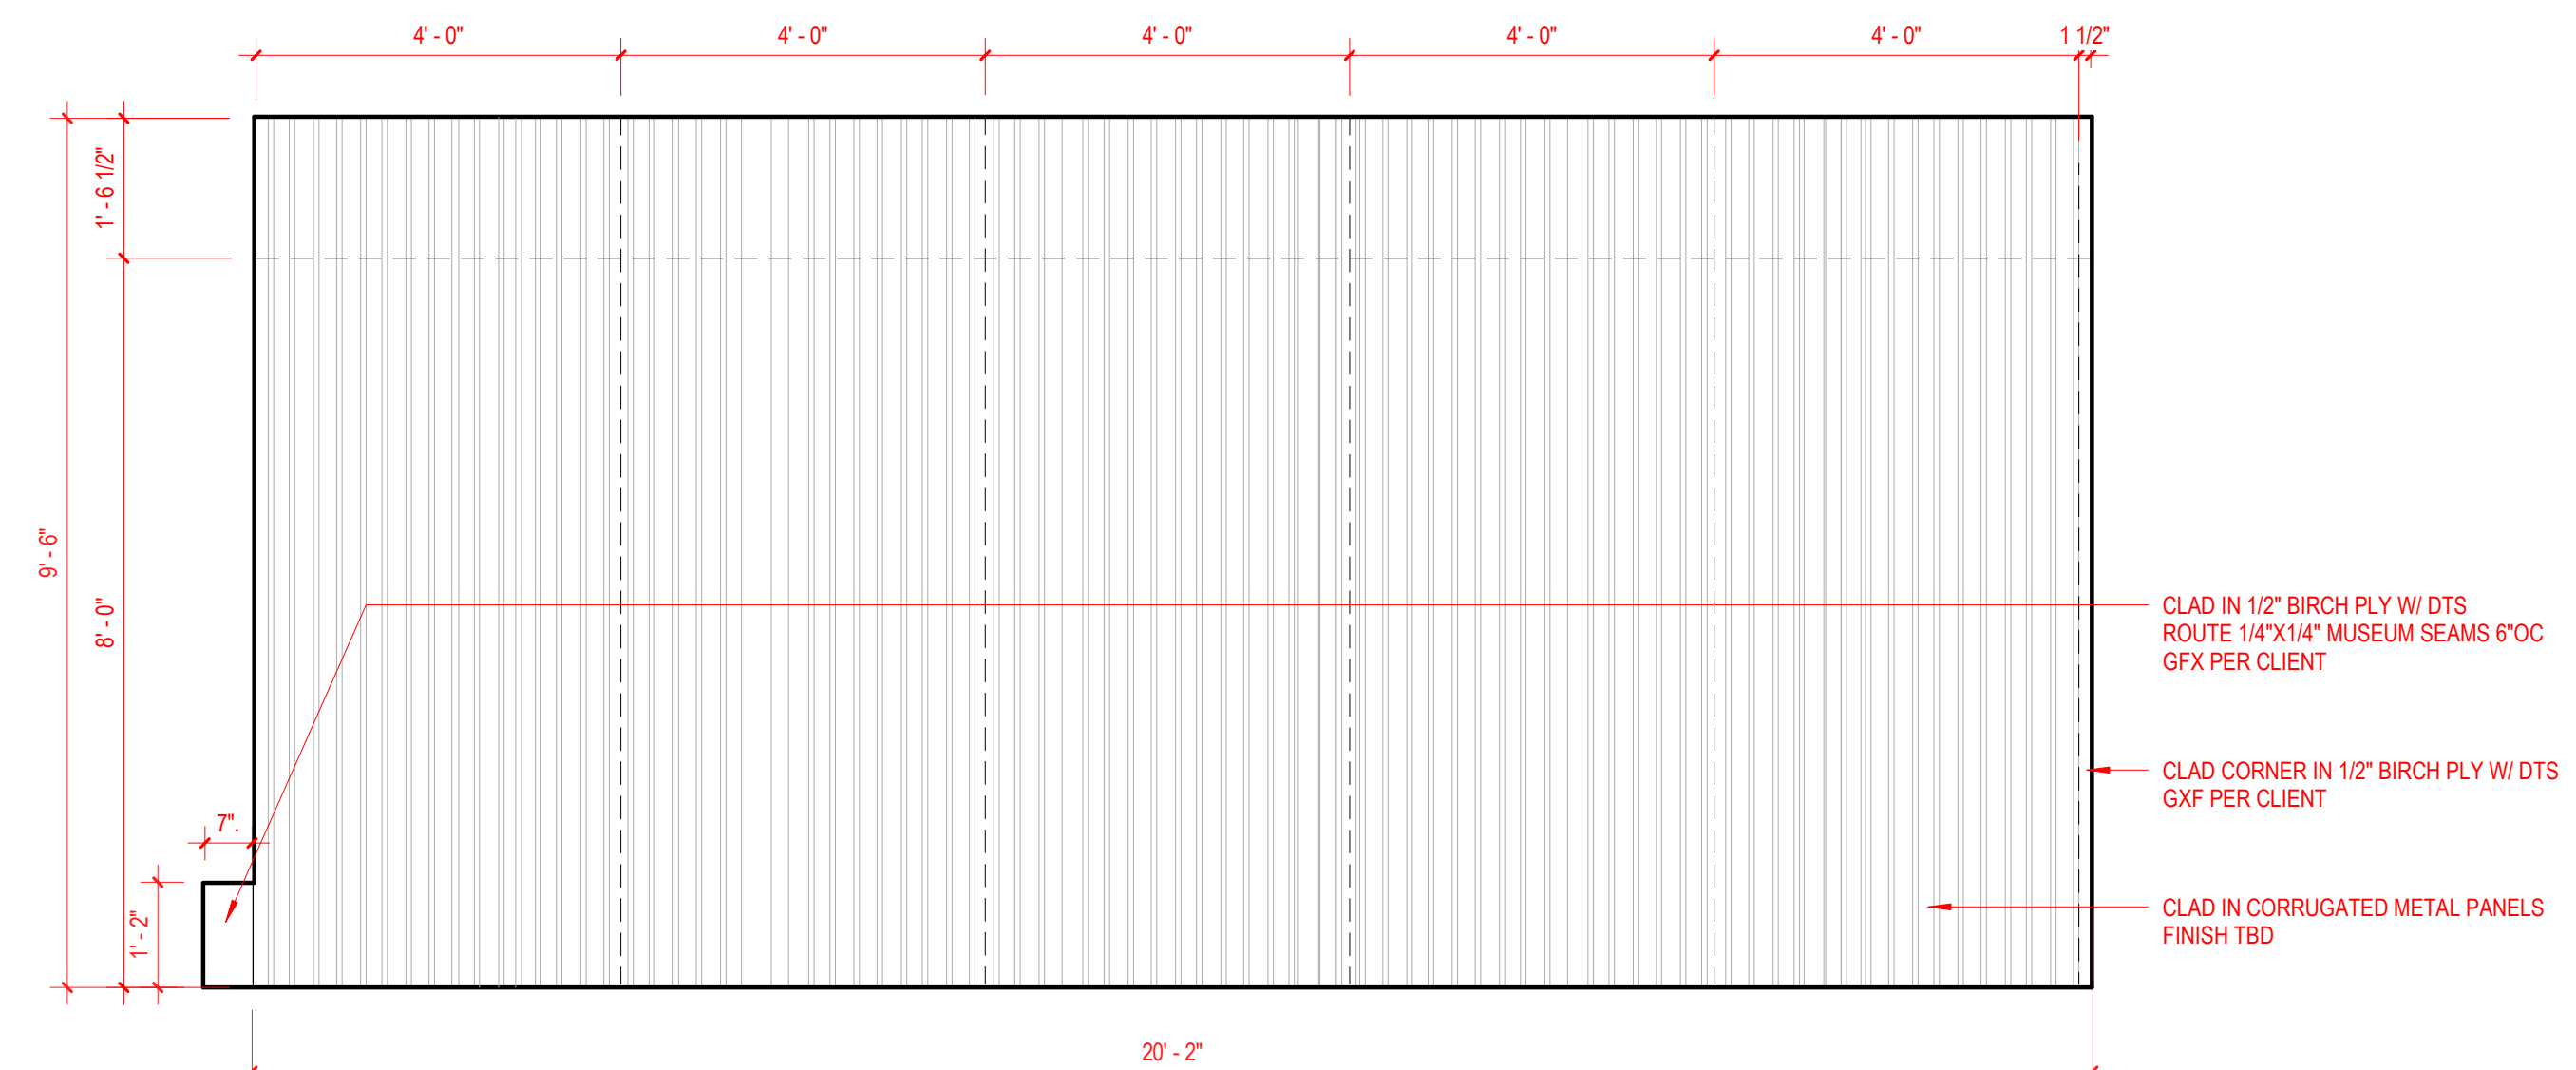 4' - 0"
4' - 0"
4' - 0"
4' - 0"
4' - 0"
1 1/2"
1' - 6 1/2"
9' - 6"
8' - 0"
CLAD IN 1/2" BIRCH PLY W/ DTS
ROUTE 1/4"X1/4" MUSEUM SEAMS 6"OC
GFX PER CLIENT
CLAD CORNER IN 1/2" BIRCH PLY W/ DTS
GXF PER CLIENT
7".
1' - 2"
CLAD IN CORRUGATED METAL PANELS
FINISH TBD
20' - 2"